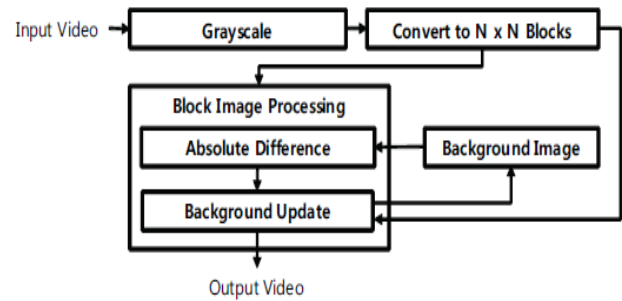 Input Video
Grayscale
Convert to N x N Blocks
Block Image Processing
Absolute Difference
Background Image
Background Update
Output Video